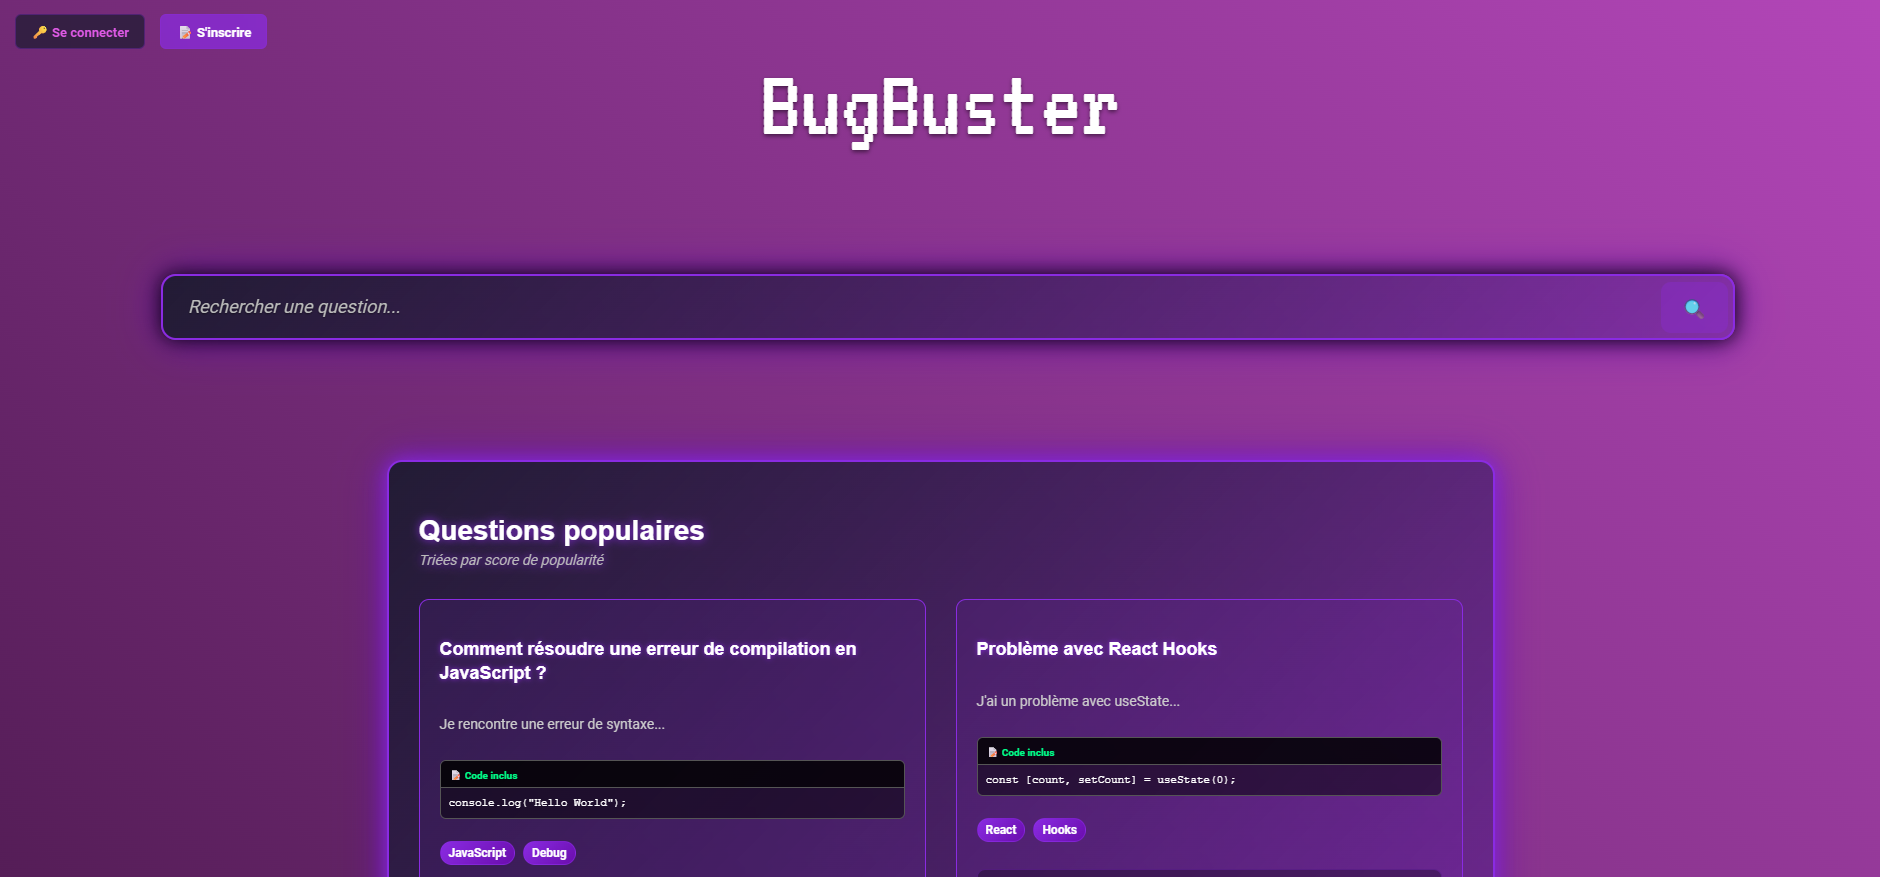 🔑 Se connecter
📝 S'inscrire
BugBuster
Rechercher une question...
🔍
Questions populaires
Triées par score de popularité
Comment résoudre une erreur de compilation en
JavaScript ?
Je rencontre une erreur de syntaxe...
📝 Code inclus
console.log("Hello World");
JavaScript
Debug
Problème avec React Hooks
J'ai un problème avec useState...
📝 Code inclus
const [count, setCount] = useState(0);
React
Hooks